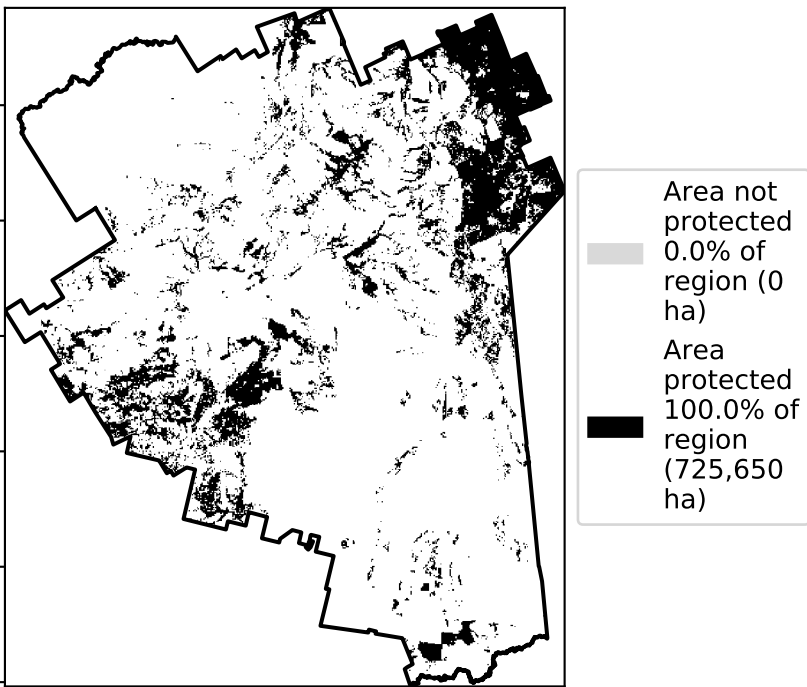 Area not
protected
0.0% of
region (0
ha)
Area
protected
100.0% of
region
(725,650
ha)